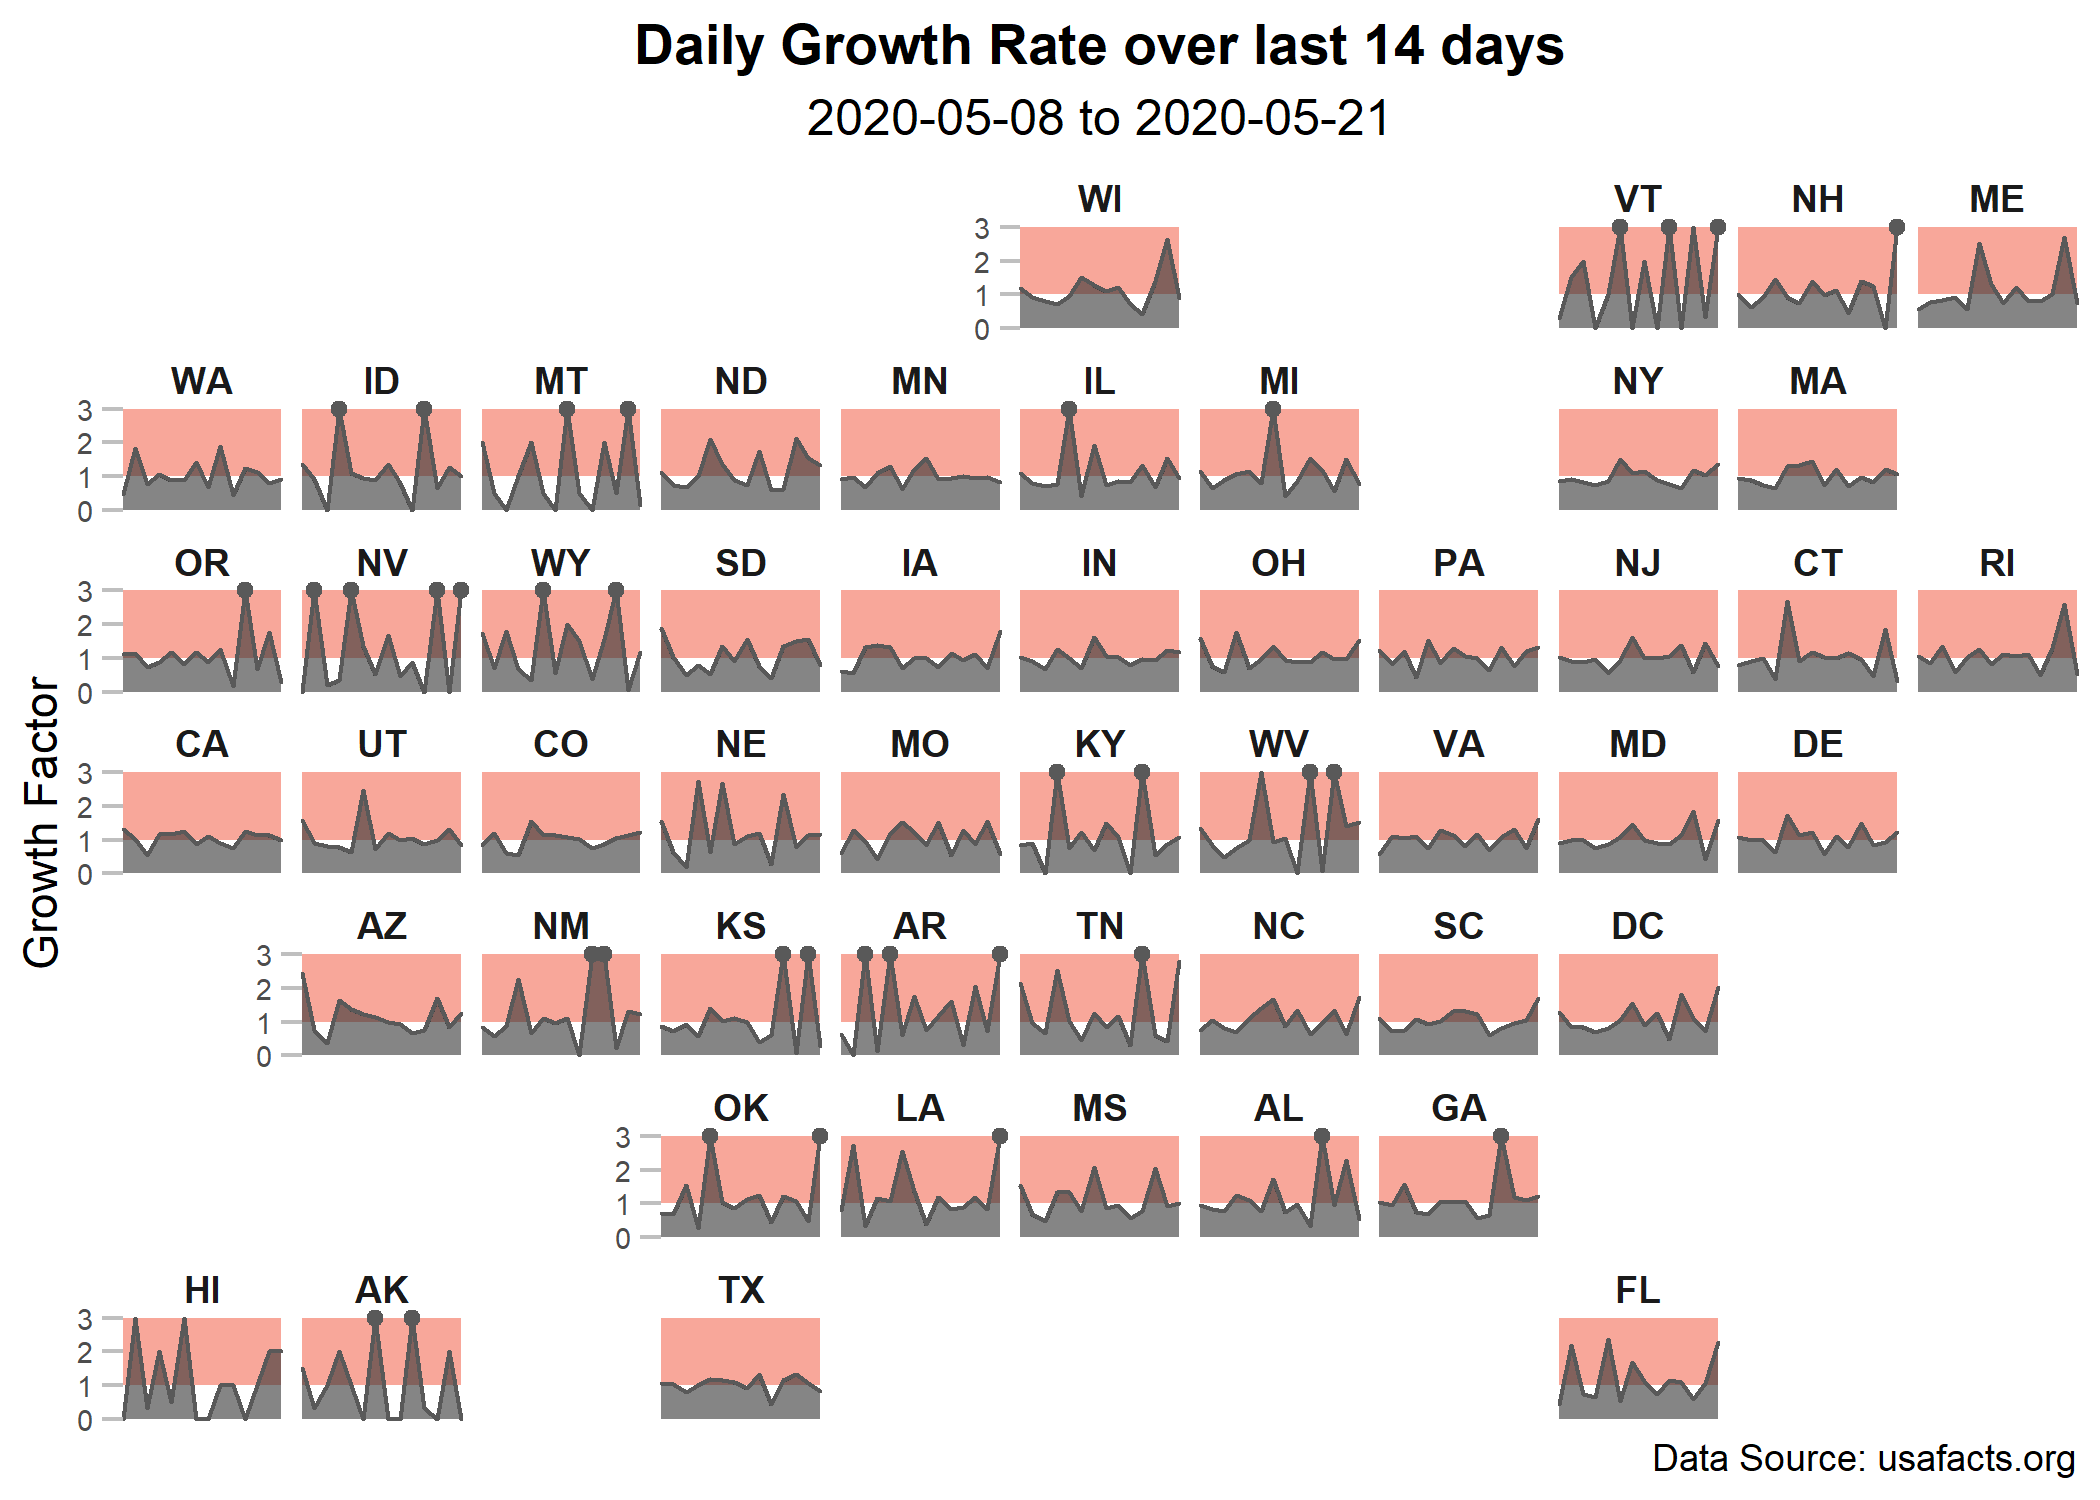 Daily Growth Rate over last 14 days
2020-05-08 to 2020-05-21
WI VT NH ME
3
2
1
0
WA ID MT ND MN IL MI NY MA
3
2
1
0
OR NV WY SD IA IN OH PA NJ CT RI
3
2
1
0
Growth Factor
CA UT CO NE MO KY WV VA MD DE
3
2
1
0
AZ NM KS AR TN NC SC DC
3
2
1
0
OK LA MS AL GA
3
2
1
0
HI AK TX FL
3
2
1
0
Data Source: usafacts.org